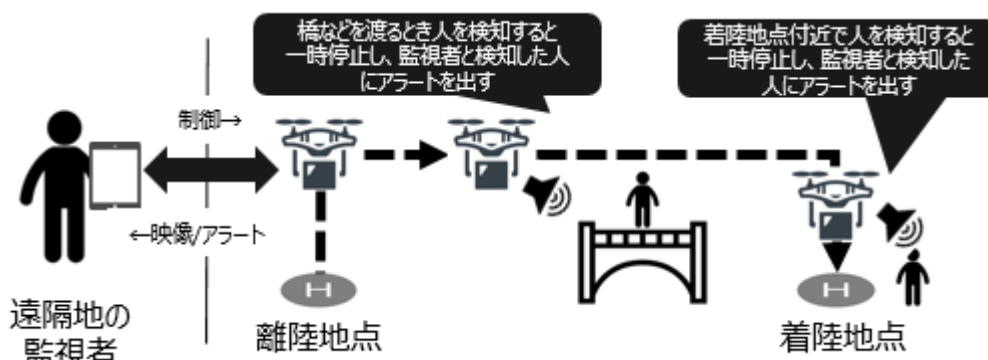 橋などを渡るとき人を検知すると
一時停止し、監視者と検知した人
にアラートを出す
着陸地点付近で人を検知すると
一時停止し、監視者と検知した
人にアラートを出す
制御→
←映像/アラート
遠隔地の
監視者
離陸地点
着陸地点
H
H